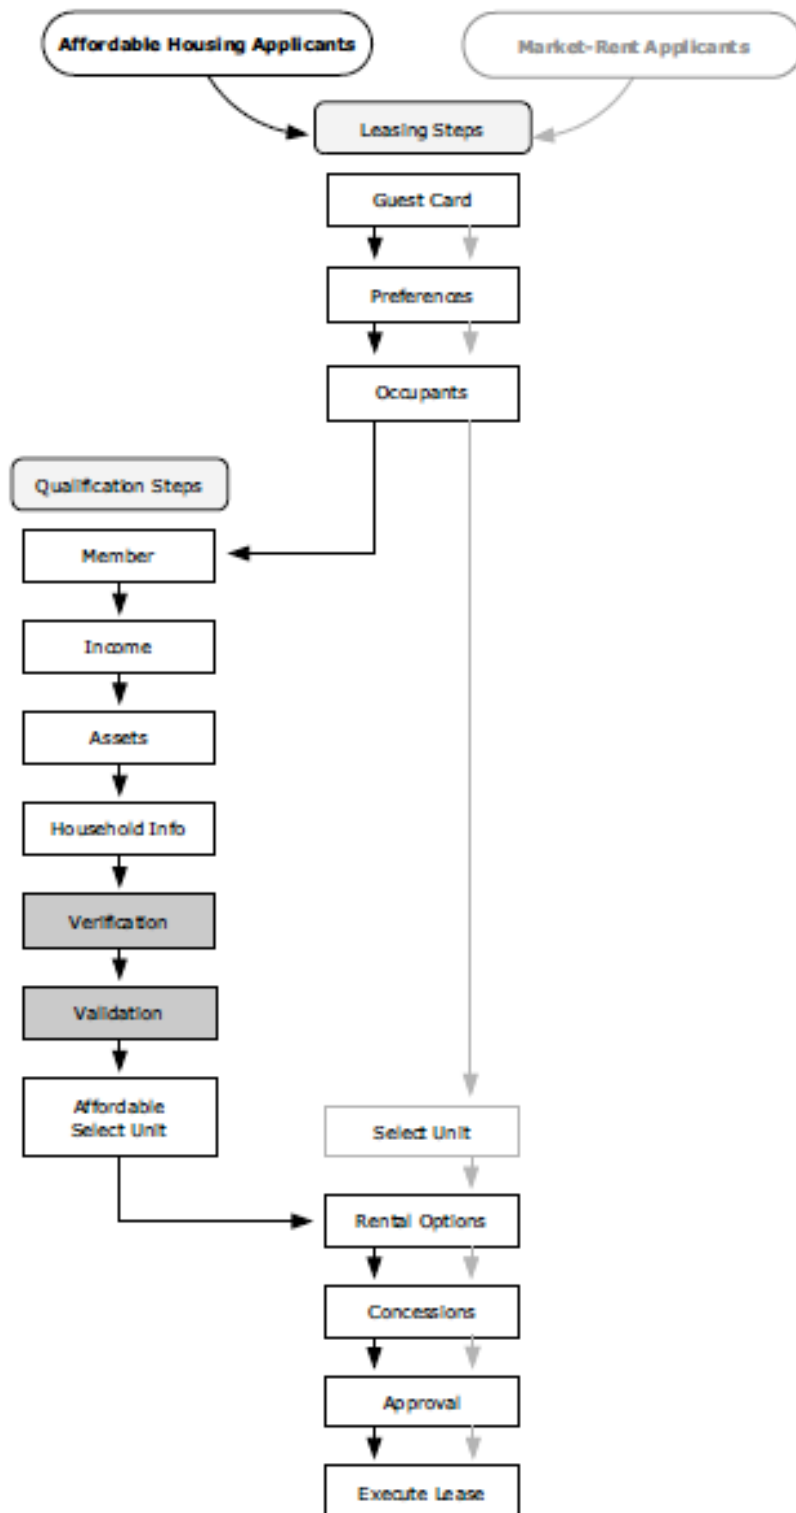 Affordable Housing Applicants
Market-Rent Applicants
Leasing Steps
Guest Card
Preferences
Occupants
Qualification Steps
Member
Income
Assets
Household Info
Verification
Validation
Affordable
Select Unit
Select Unit
Rental Options
Concessions
Approval
Execute Lease